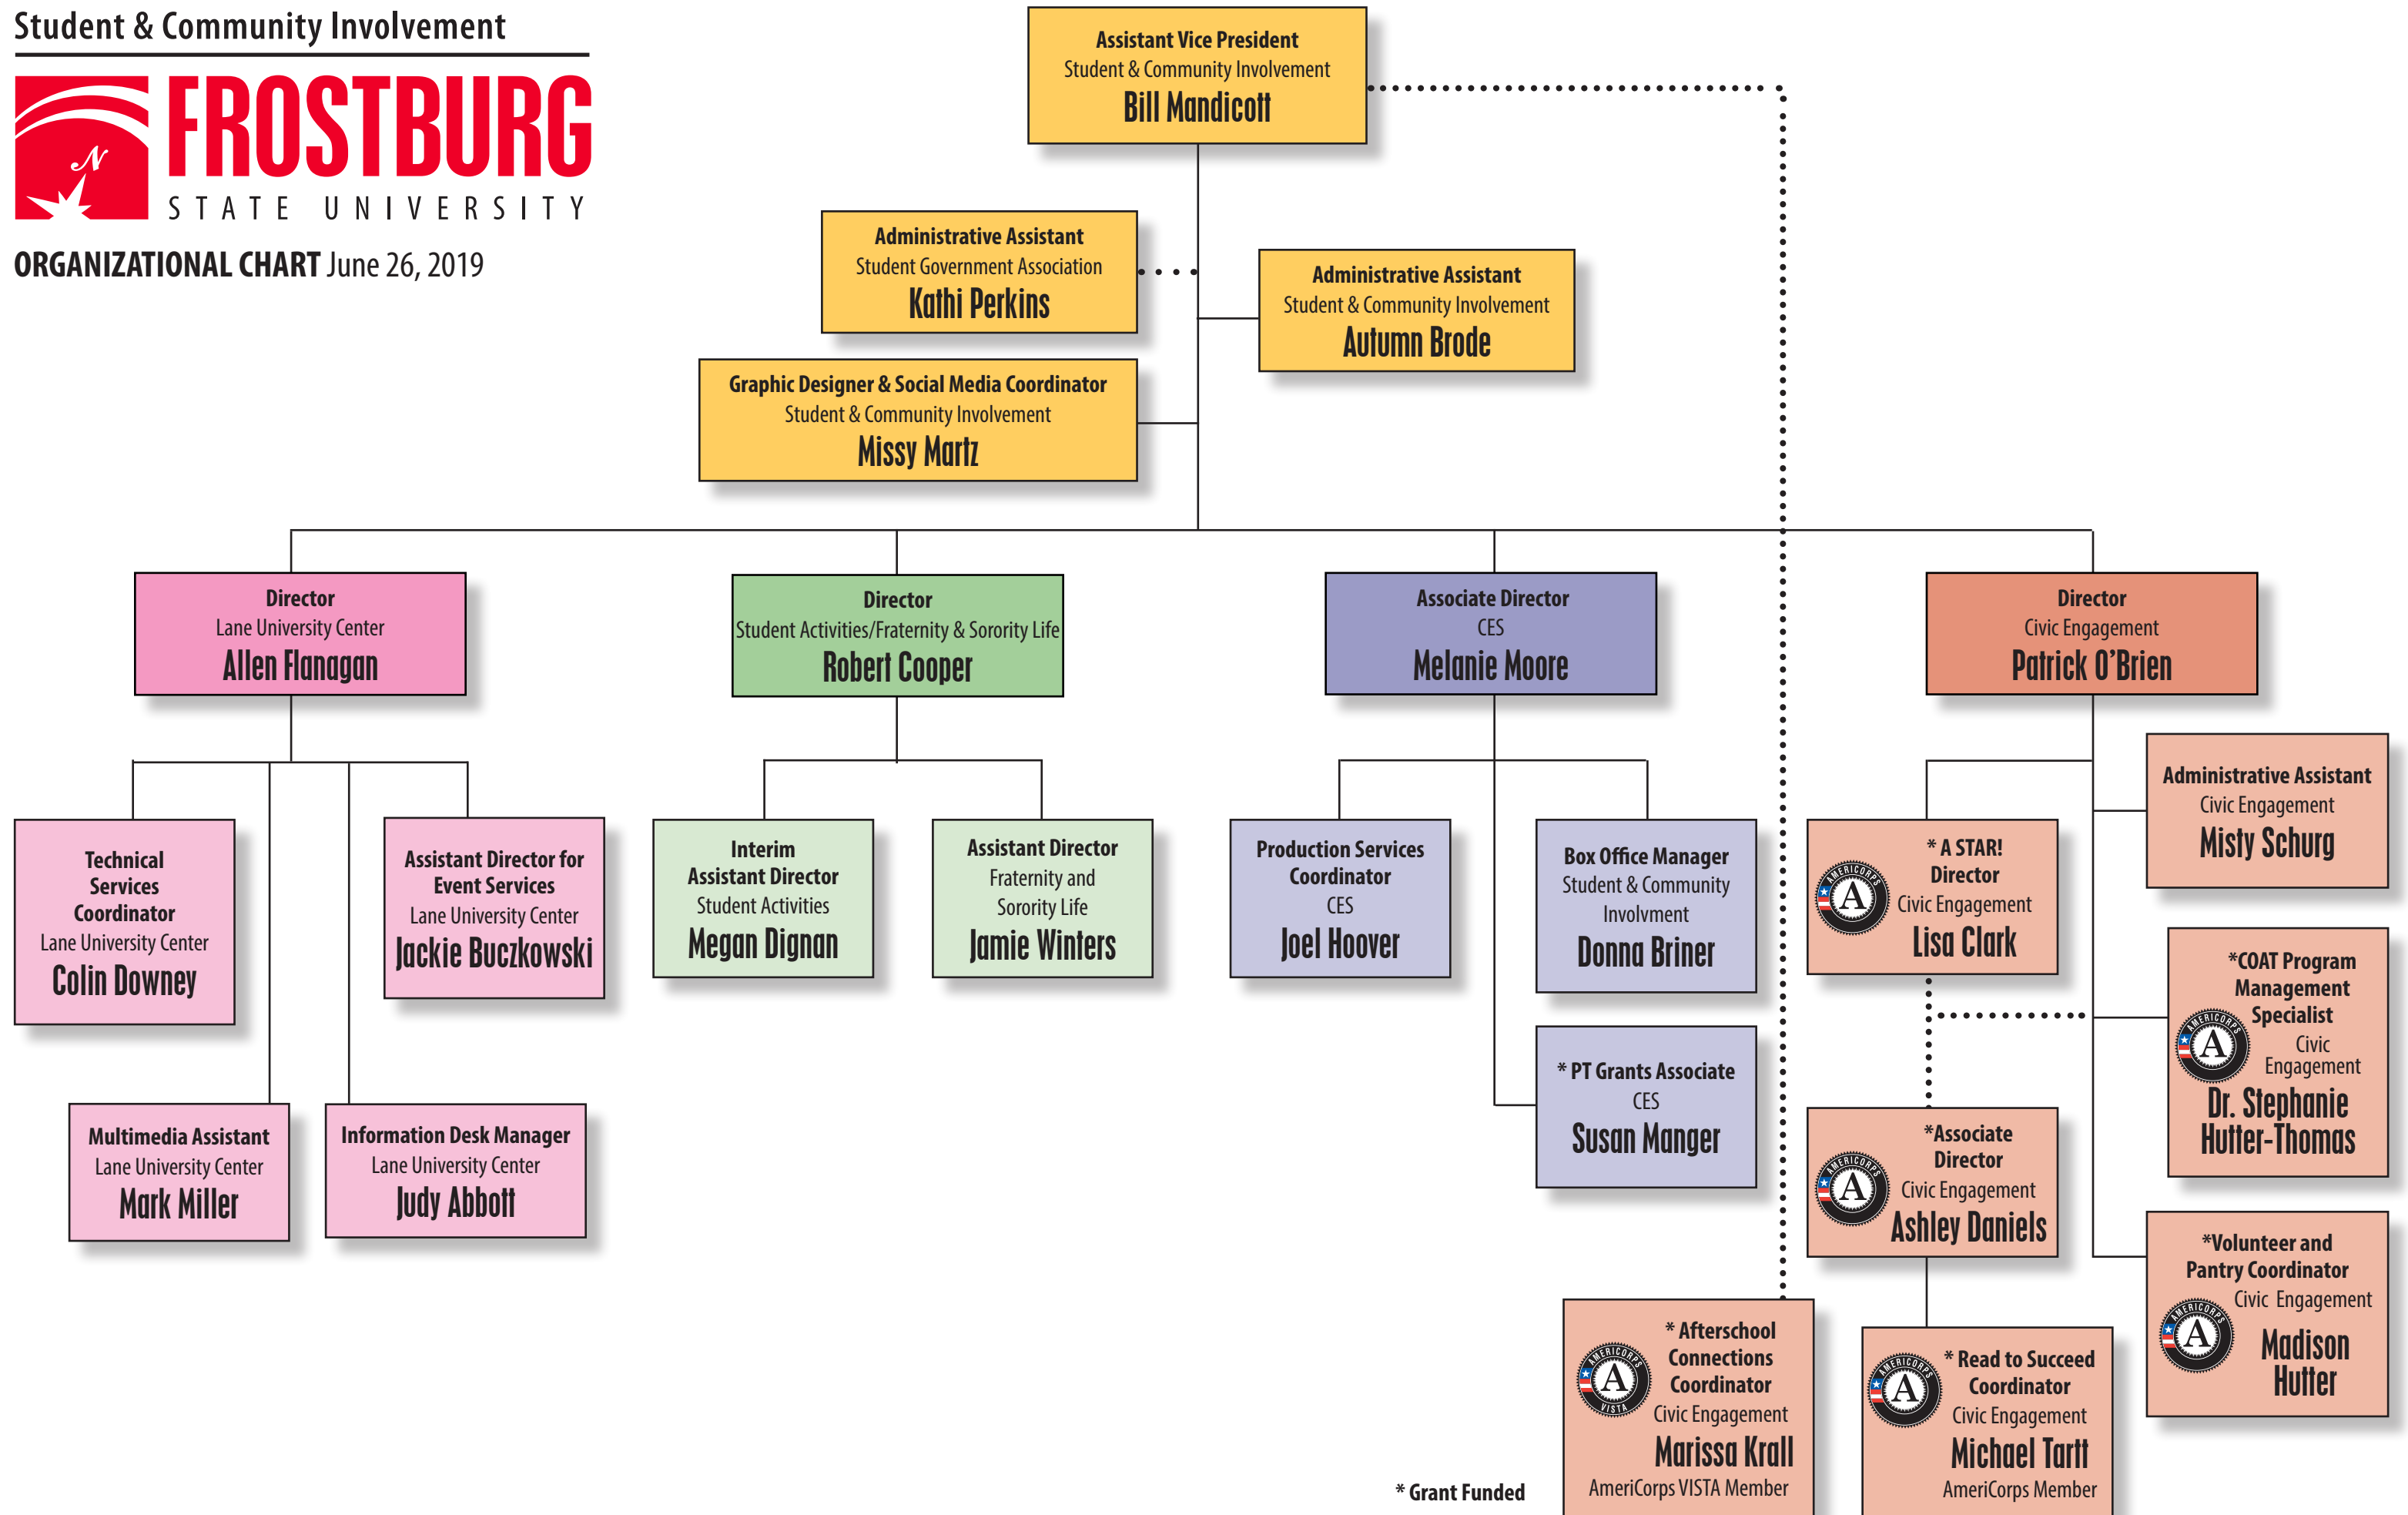 Student & Community Involvement
N
FROSTBURG
STATE UNIVERSITY
ORGANIZATIONAL CHART June 26, 2019
Assistant Vice President
Student & Community Involvement
Bill Mandicott
Administrative Assistant
Student Government Association
Kathi Perkins
Administrative Assistant
Student & Community Involvement
Autumn Brode
Graphic Designer & Social Media Coordinator
Student & Community Involvement
Missy Martz
Director
Lane University Center
Allen Flanagan
Director
Student Activities/Fraternity & Sorority Life
Robert Cooper
Associate Director
CES
Melanie Moore
Director
Civic Engagement
Patrick O’Brien
Technical
Services
Coordinator
Lane University Center
Colin Downey
Assistant Director for
Event Services
Lane University Center
Jackie Buczkowski
Multimedia Assistant
Lane University Center
Mark Miller
Information Desk Manager
Lane University Center
Judy Abbott
Interim
Assistant Director
Student Activities
Megan Dignan
Assistant Director
Fraternity and
Sorority Life
Jamie Winters
Production Services
Coordinator
CES
Joel Hoover
Box Office Manager
Student & Community
Involvment
Donna Briner
* PT Grants Associate
CES
Susan Manger
Administrative Assistant
Civic Engagement
Misty Schurg
* A STAR!
Director
Civic Engagement
Lisa Clark
AMERICORPS
A
*COAT Program
Management
Specialist
Civic
Engagement
Dr. Stephanie
Hutter-Thomas
AMERICORPS
A
*Associate
Director
Civic Engagement
Ashley Daniels
AMERICORPS
A
*Volunteer and
Pantry Coordinator
Civic Engagement
Madison
Hutter
AMERICORPS
A
* Afterschool
Connections
Coordinator
Civic Engagement
Marissa Krall
AmeriCorps VISTA Member
AMERICORPS
A
VISTA
* Read to Succeed
Coordinator
Civic Engagement
Michael Tartt
AmeriCorps Member
AMERICORPS
A
* Grant Funded